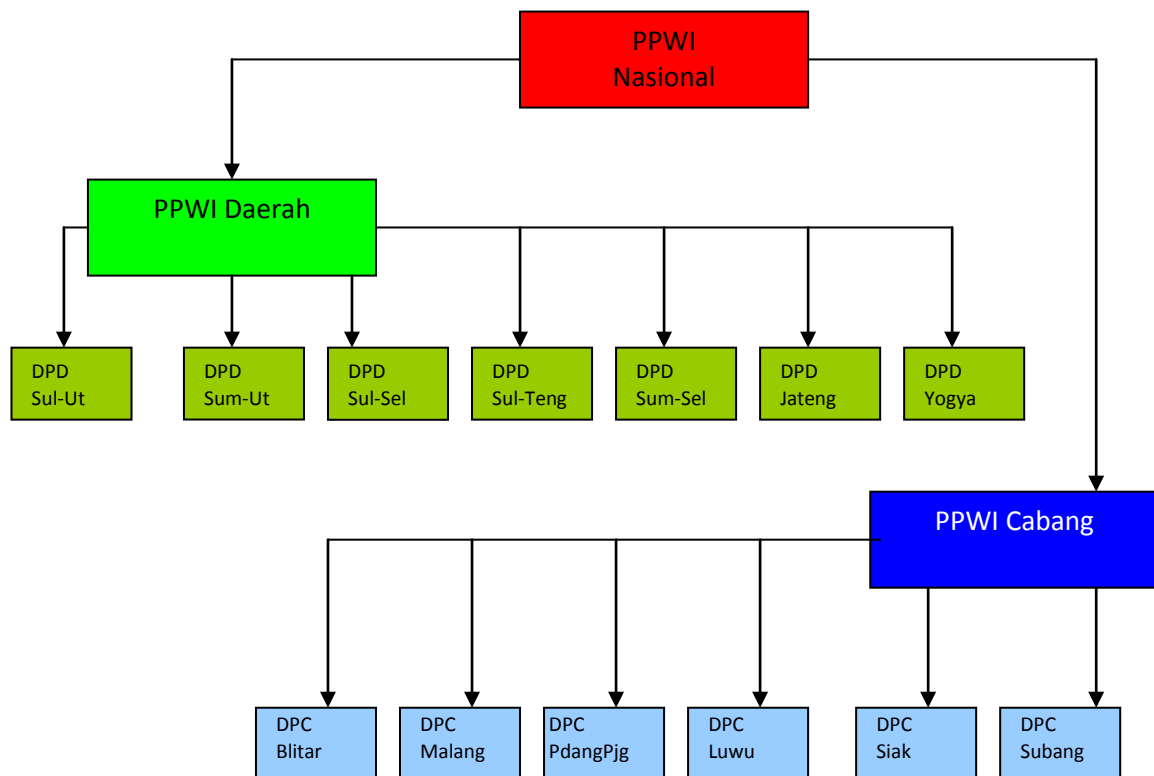 PPWI
Nasional
PPWI Daerah
DPD
Sul-Ut
DPD
Sum-Ut
DPD
Sul-Sel
DPD
Sul-Teng
DPD
Sum-Sel
DPD
Jateng
DPD
Yogya
PPWI Cabang
DPC
Blitar
DPC
Malang
DPC
PdangPjg
DPC
Luwu
DPC
Siak
DPC
Subang